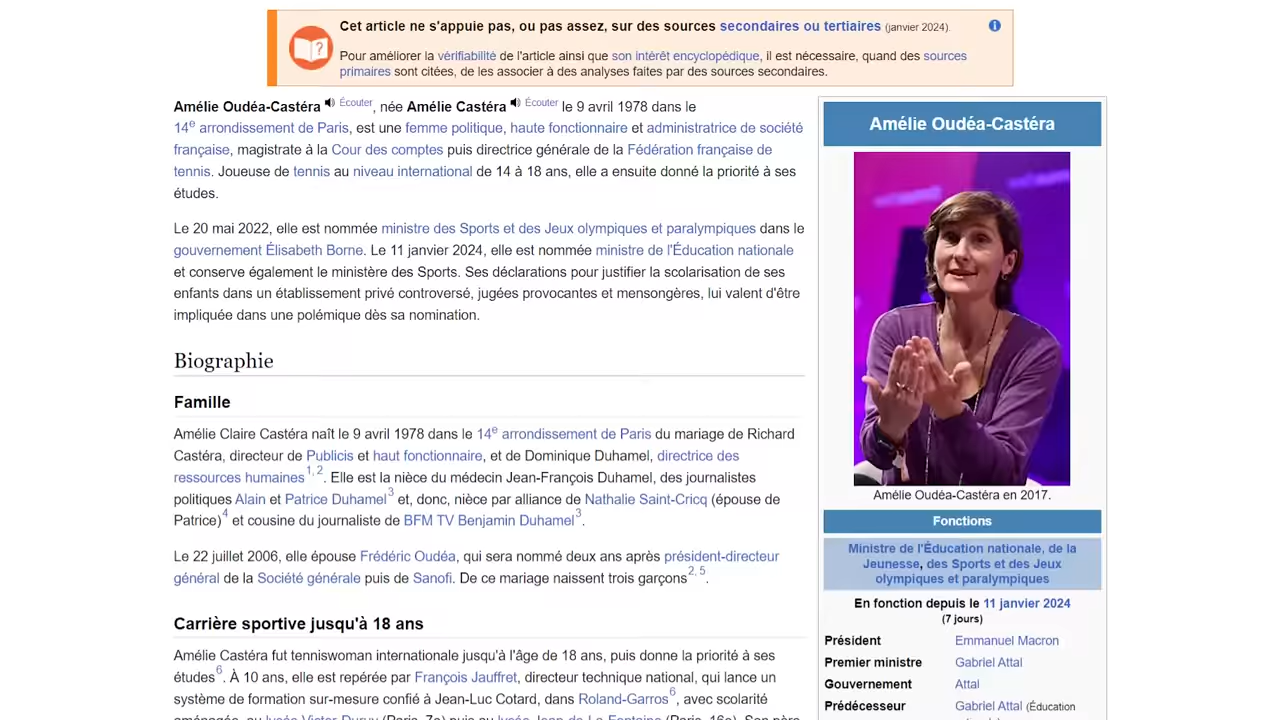 Cet article ne s'appuie pas, ou pas assez, sur des sources secondaires ou tertiaires (janvier 2024).
Pour améliorer la vérifiabilité de l'article ainsi que son intérêt encyclopédique, il est nécessaire, quand des sources
primaires sont citées, de les associer à des analyses faites par des sources secondaires.
Amélie Oudéa-Castéra Écouter, née Amélie Castéra Écouter le 9 avril 1978 dans le
14e arrondissement de Paris, est une femme politique, haute fonctionnaire et administratrice de société
française, magistrate à la Cour des comptes puis directrice générale de la Fédération française de
tennis. Joueuse de tennis au niveau international de 14 à 18 ans, elle a ensuite donné la priorité à ses
études.
Le 20 mai 2022, elle est nommée ministre des Sports et des Jeux olympiques et paralympiques dans le
gouvernement Élisabeth Borne. Le 11 janvier 2024, elle est nommée ministre de l'Éducation nationale
et conserve également le ministère des Sports. Ses déclarations pour justifier la scolarisation de ses
enfants dans un établissement privé controversé, jugées provocantes et mensongères, lui valent d'être
impliquée dans une polémique dès sa nomination.
Biographie
Famille
Amélie Claire Castéra naît le 9 avril 1978 dans le 14e arrondissement de Paris du mariage de Richard
Castéra, directeur de Publicis et haut fonctionnaire, et de Dominique Duhamel, directrice des
ressources humaines1, 2. Elle est la nièce du médecin Jean-François Duhamel, des journalistes
politiques Alain et Patrice Duhamel3 et, donc, nièce par alliance de Nathalie Saint-Cricq (épouse de
Patrice)4 et cousine du journaliste de BFM TV Benjamin Duhamel3.
Le 22 juillet 2006, elle épouse Frédéric Oudéa, qui sera nommé deux ans après président-directeur
général de la Société générale puis de Sanofi. De ce mariage naissent trois garçons2, 5.
Carrière sportive jusqu'à 18 ans
Amélie Castéra fut tenniswoman internationale jusqu'à l'âge de 18 ans, puis donne la priorité à ses
études6. À 10 ans, elle est repérée par François Jauffret, directeur technique national, qui lance un
système de formation sur-mesure confié à Jean-Luc Cotard, dans Roland-Garros6, avec scolarité
aménagée, au lycée Victor-Duruy (Paris, 7e) puis au lycée Jean-de-La-Fontaine (Paris, 16e). Son père
Amélie Oudéa-Castéra
Amélie Oudéa-Castéra en 2017.
Fonctions
Ministre de l'Éducation nationale, de la
Jeunesse, des Sports et des Jeux
olympiques et paralympiques
En fonction depuis le 11 janvier 2024
(7 jours)
Président Emmanuel Macron
Premier ministre Gabriel Attal
Gouvernement Attal
Prédécesseur Gabriel Attal (Éducation